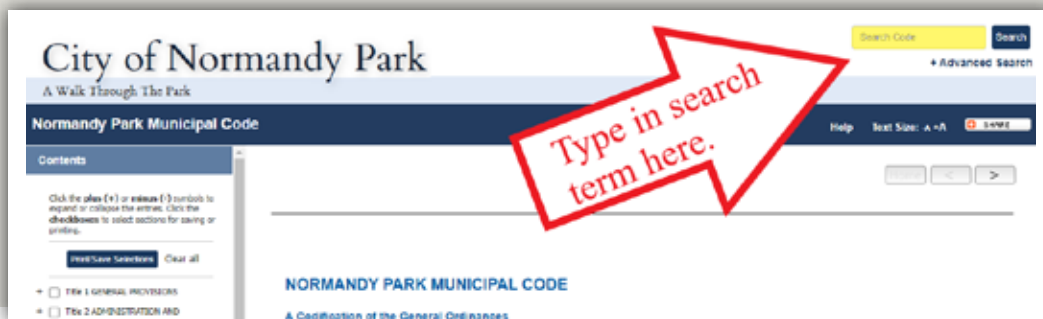 City of Normandy Park
A Walk Through The Park
Search Code
Search
+ Advanced Search
Type in search
term here.
Normandy Park Municipal Code
Help
Text Size: A +A
SHARE
Contents
Click the plus (+) or minus (-) symbols to
expand or collapse the entries. Click the
checkboxes to select sections for saving or
printing.
Print/Save Selections
Clear all
+ Title 1 GENERAL PROVISIONS
+ Title 2 ADMINISTRATION AND
< >
NORMANDY PARK MUNICIPAL CODE
A Codification of the General Ordinances